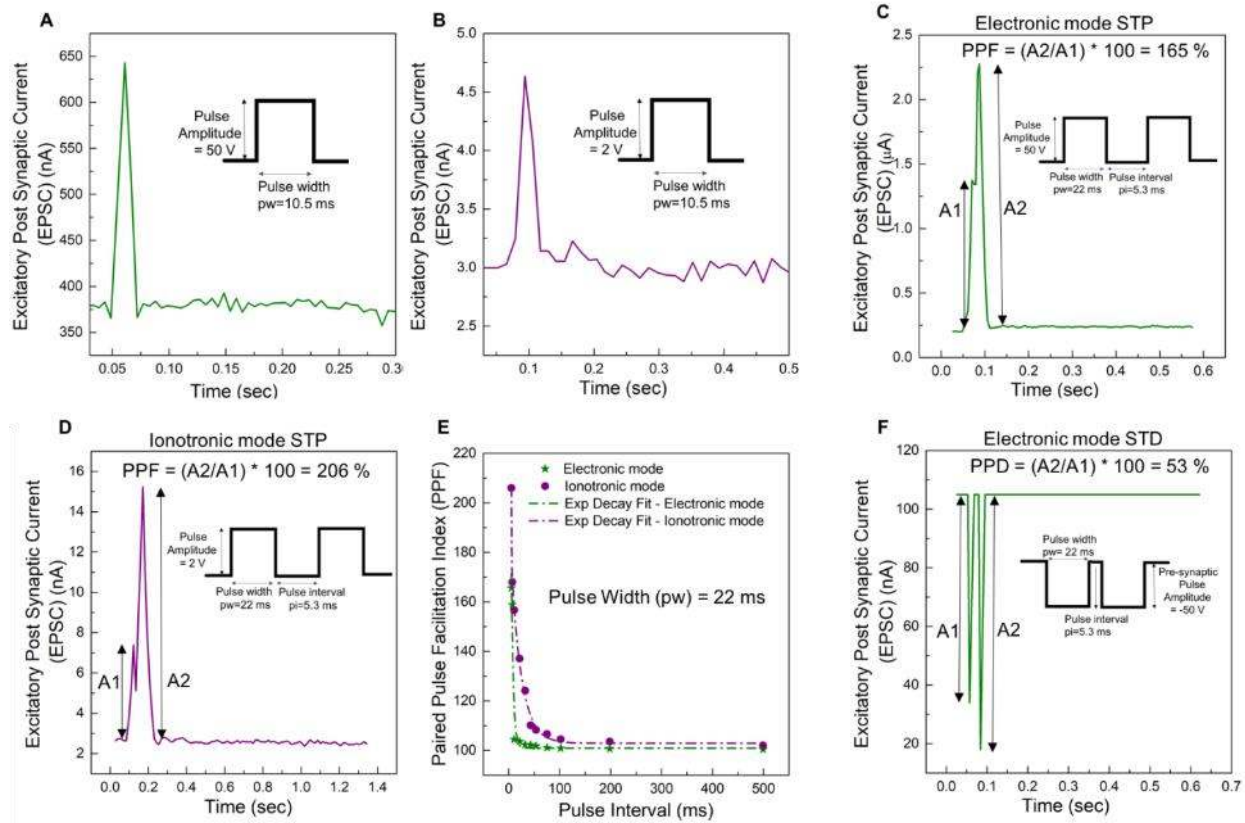 A
Excitatory Post Synaptic Current
(EPSC) (nA)
650
600
550
500
450
400
350
0.05
0.10
0.15
0.20
0.25
0.30
Time (sec)
Pulse
Amplitude
= 50 V
Pulse width
pw=10.5 ms
B
Excitatory Post Synaptic Current
(EPSC) (nA)
5.0
4.5
4.0
3.5
3.0
2.5
0.1
0.2
0.3
0.4
0.5
Time (sec)
Pulse
Amplitude
= 2 V
Pulse width
pw=10.5 ms
C
Electronic mode STP
PPF = (A2/A1) * 100 = 165 %
Excitatory Post Synaptic Current
(EPSC) (µA)
2.5
2.0
1.5
1.0
0.5
0.0
0.0
0.1
0.2
0.3
0.4
0.5
0.6
Time (sec)
Pulse
Amplitude
= 50 V
Pulse width
pw=22 ms
Pulse interval
pi=5.3 ms
A1
A2
D
Ionotronic mode STP
PPF = (A2/A1) * 100 = 206 %
Excitatory Post Synaptic Current
(EPSC) (nA)
16
14
12
10
8
6
4
2
0.0
0.2
0.4
0.6
0.8
1.0
1.2
1.4
Time (sec)
Pulse
Amplitude
= 2 V
Pulse width
pw=22 ms
Pulse interval
pi=5.3 ms
A1
A2
E
Paired Pulse Facilitation Index (PPF)
220
200
180
160
140
120
100
0
100
200
300
400
500
Pulse Interval (ms)
Electronic mode
Ionotronic mode
Exp Decay Fit - Electronic mode
Exp Decay Fit - Ionotronic mode
Pulse Width (pw) = 22 ms
F
Electronic mode STD
PPD = (A2/A1) * 100 = 53 %
Excitatory Post Synaptic Current
(EPSC) (nA)
120
100
80
60
40
20
0.0
0.1
0.2
0.3
0.4
0.5
0.6
0.7
Time (sec)
Pulse width
pw= 22 ms
Pulse interval
pi=5.3 ms
Pre-synaptic
Pulse
Amplitude
= -50 V
A1
A2